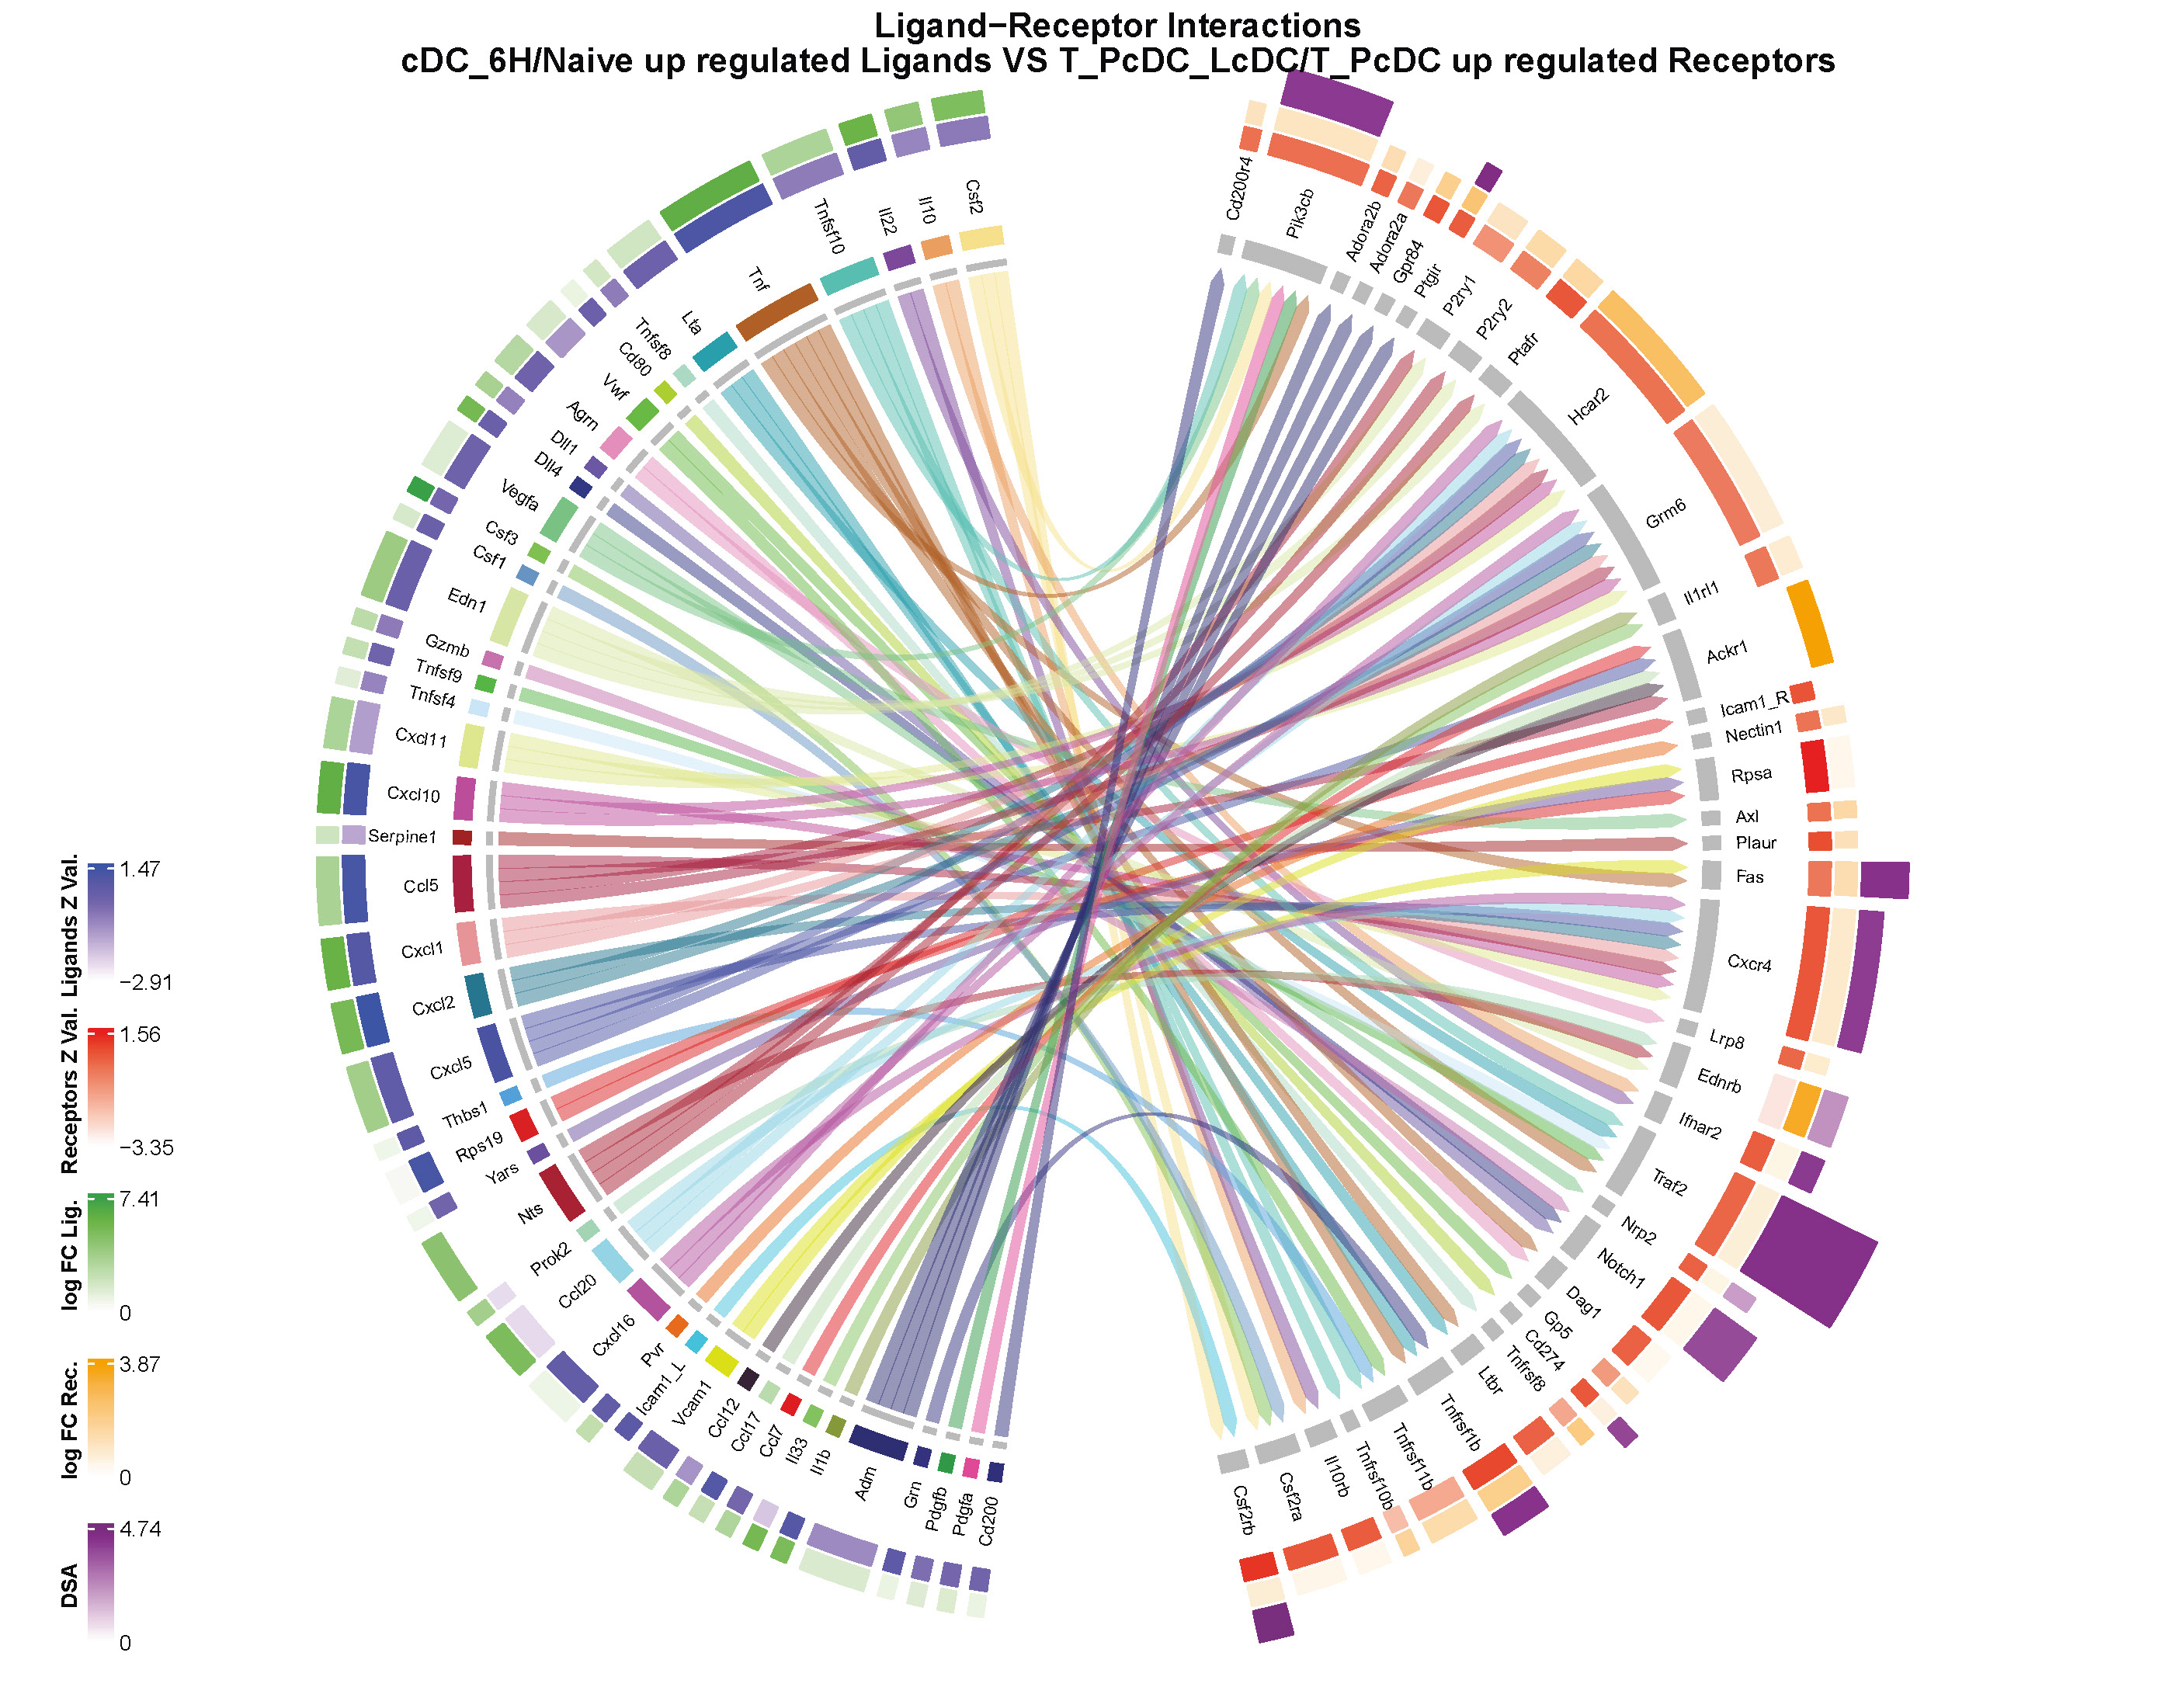 Ligand−Receptor Interactions
cDC_6H/Naive up regulated Ligands VS T_PcDC_LcDC/T_PcDC up regulated Receptors
Csf2
Il10
Il22
Tnfsf10
Tnf
Lta
Tnfsf8
Cd80
Vwf
Agrn
Dll1
Dll4
Vegfa
Csf3
Csf1
Edn1
Gzmb
Tnfsf9
Tnfsf4
Cxcl11
Cxcl10
Serpine1
Ccl5
Cxcl1
Cxcl2
Cxcl5
Thbs1
Rps19
Yars
Nts
Prok2
Ccl20
Cxcl16
Pvr
Icam1_L
Vcam1
Ccl12
Ccl17
Ccl7
Il33
Il1b
Adm
Grn
Pdgfb
Pdgfa
Cd200
Cd200r4
Pik3cb
Adora2b
Adora2a
Gpr84
Ptgir
P2ry1
P2ry2
Ptafr
Hcar2
Grm6
Il1rl1
Ackr1
Icam1_R
Nectin1
Rpsa
Axl
Plaur
Fas
Cxcr4
Lrp8
Ednrb
Ifnar2
Traf2
Nrp2
Notch1
Dag1
Gp5
Cd274
Tnfrsf8
Ltbr
Tnfrsf1b
Tnfrsf11b
Tnfrsf10b
Il10rb
Csf2ra
Csf2rb
Ligands Z Val.
1.47
−2.91
Receptors Z Val.
1.56
−3.35
log FC Lig.
7.41
0
log FC Rec.
3.87
0
DSA
4.74
0